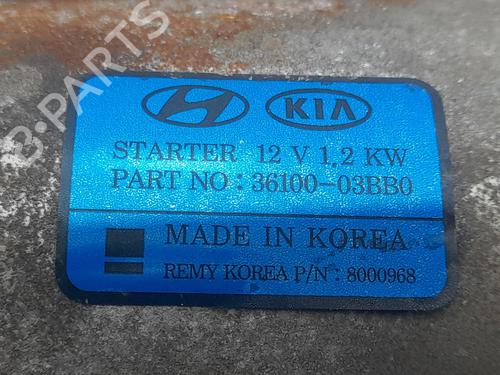 B-PARTS
KIA
STARTER 12 V 1.2 KW
PART NO : 36100-03BB0
MADE IN KOREA
REMY KOREA P/N : 8000968